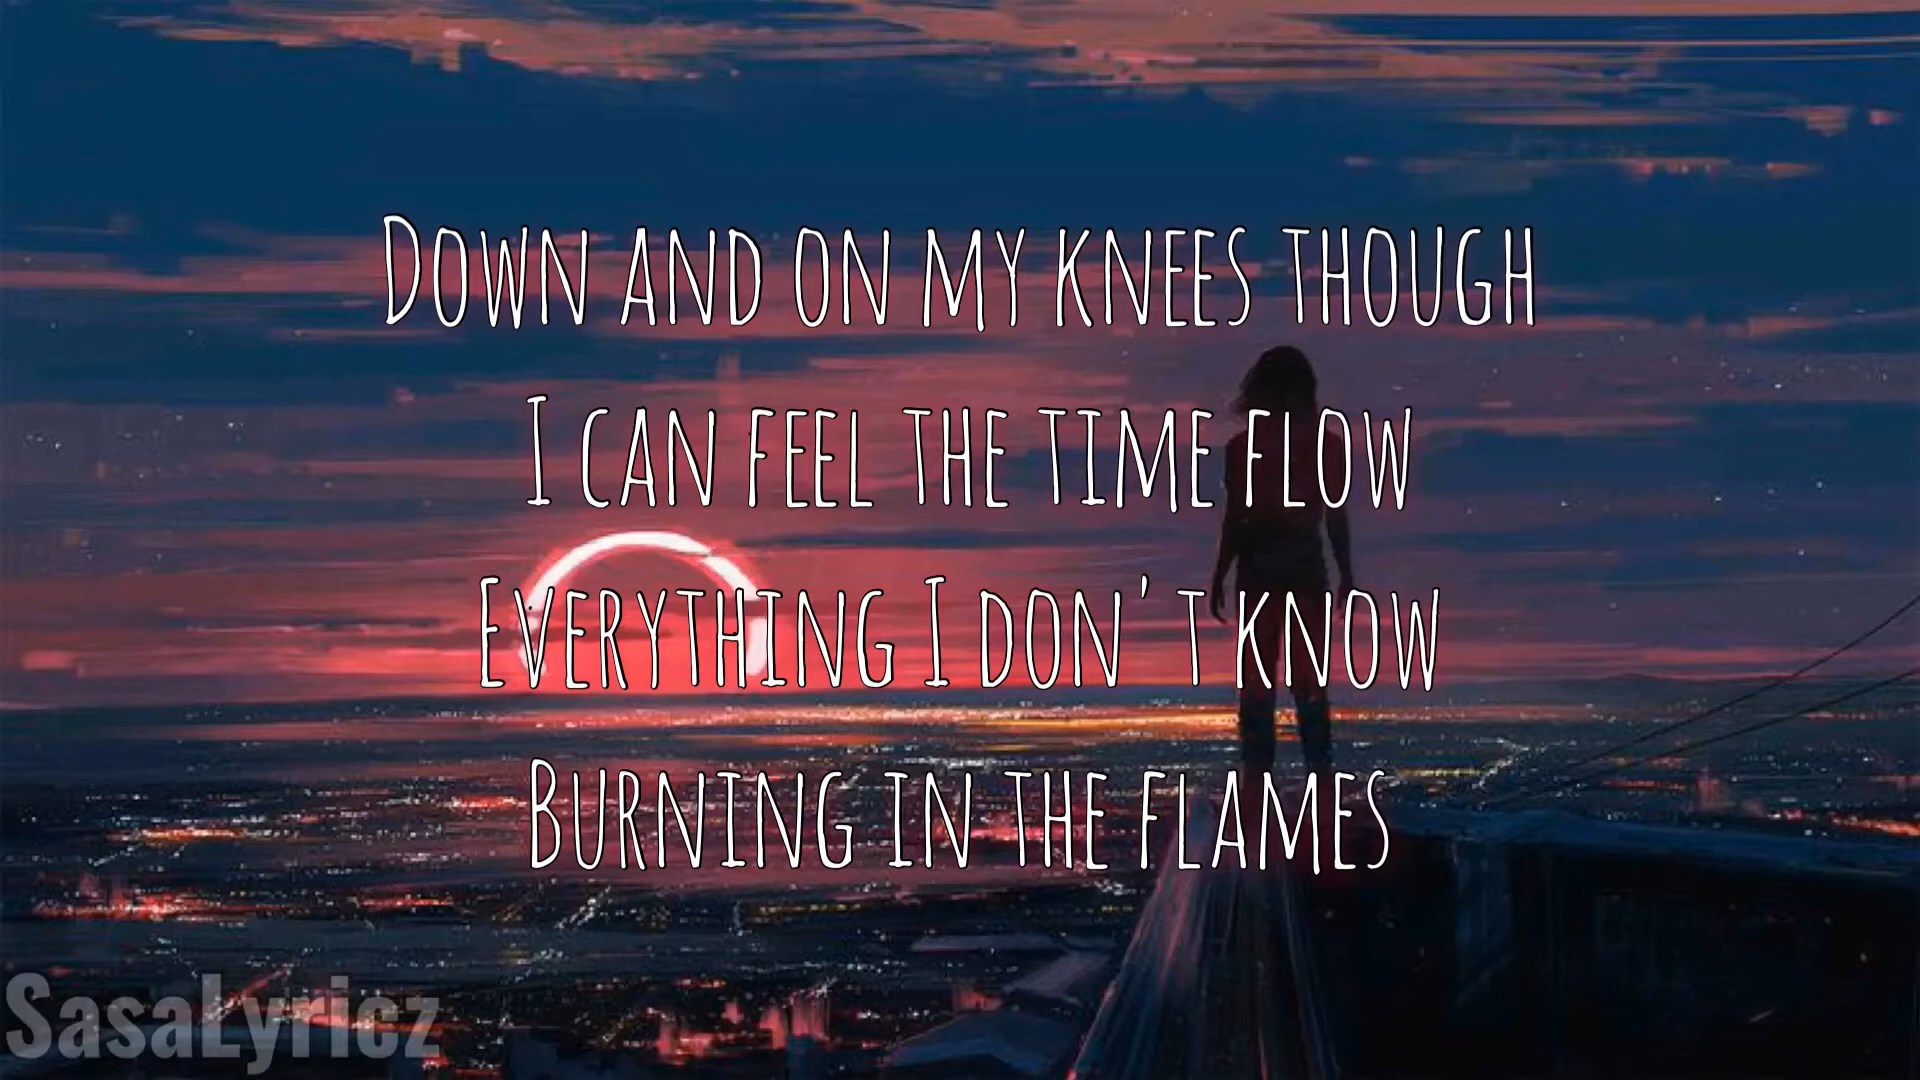 Down and on my knees though
I can feel the time flow
Everything I don't know
Burning in the flames
SasaLyricz